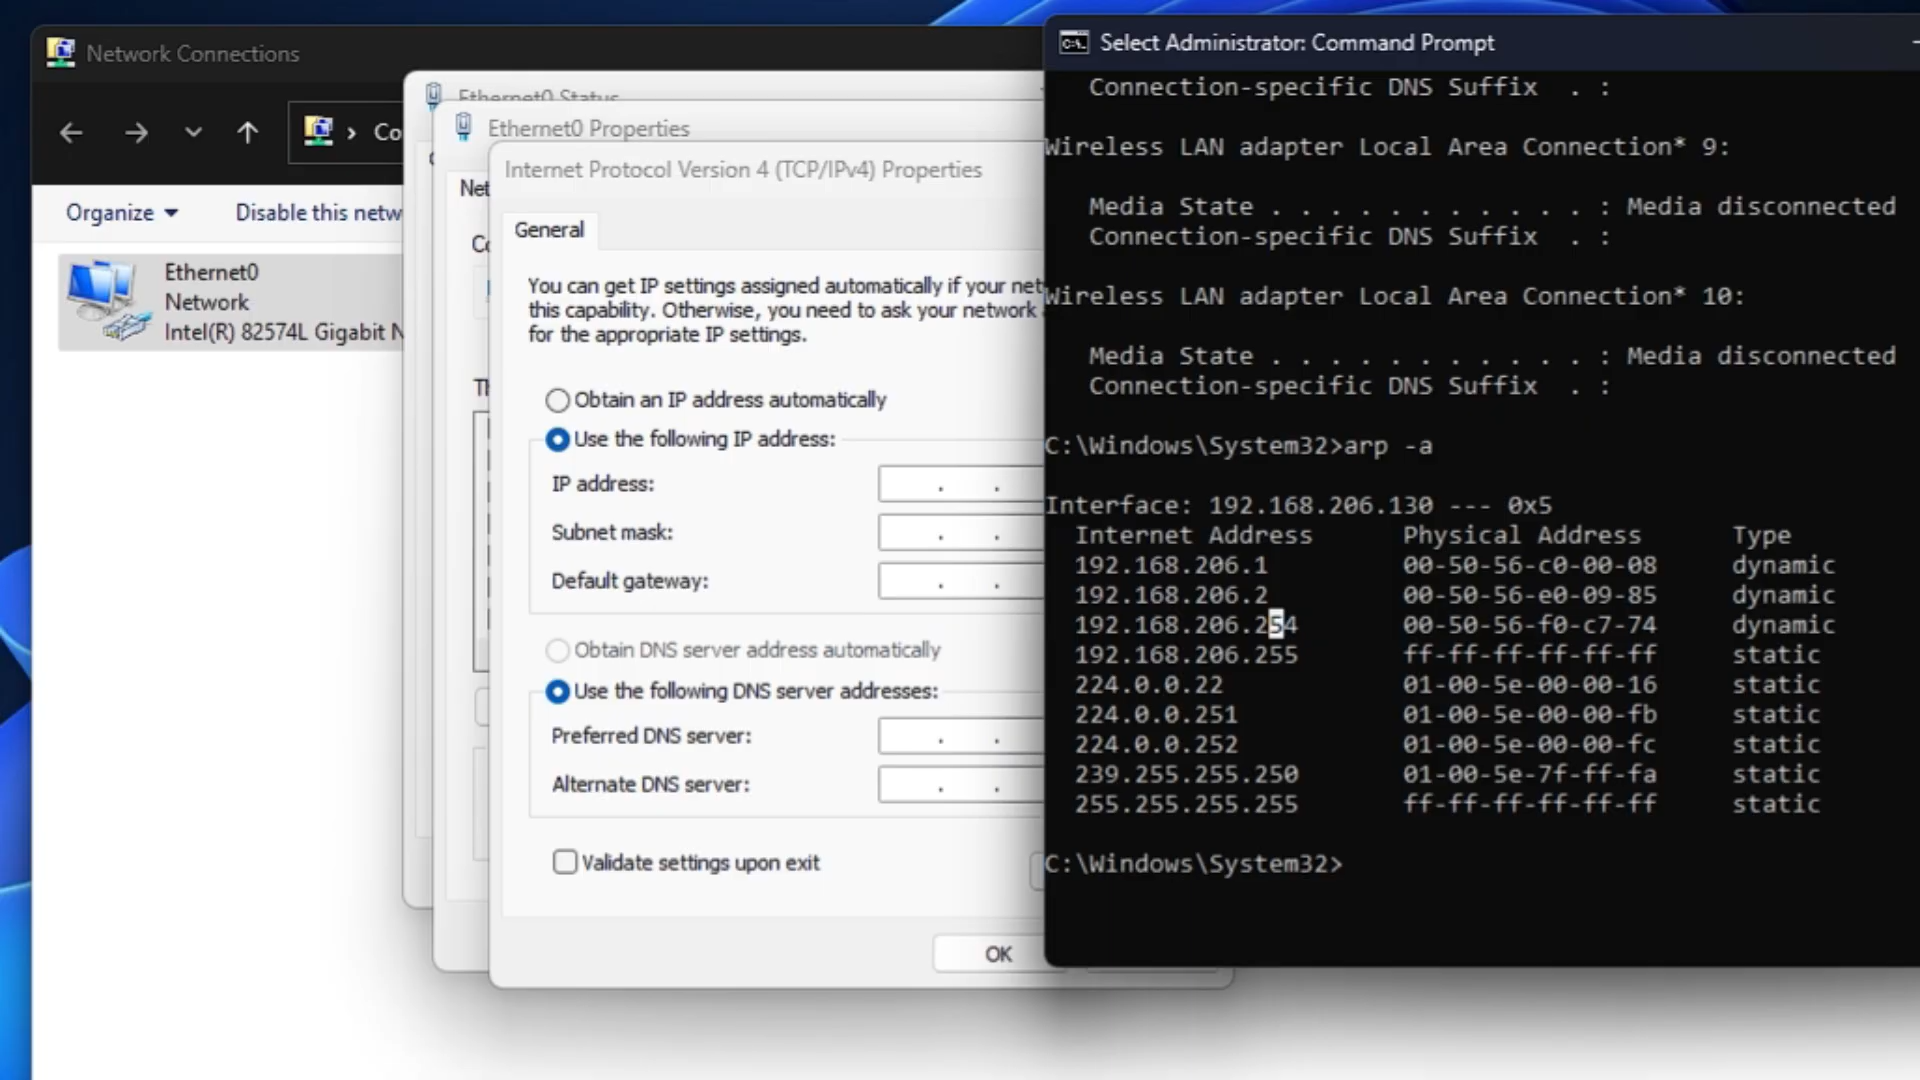 Network Connections
Co
Organize
Disable this netw
Ethernet0
Network
Intel(R) 82574L Gigabit N
Ethernet0 Status
Ethernet0 Properties
Net
Internet Protocol Version 4 (TCP/IPv4) Properties
General
You can get IP settings assigned automatically if your net
this capability. Otherwise, you need to ask your network
for the appropriate IP settings.
Obtain an IP address automatically
Use the following IP address:
IP address: . .
Subnet mask: . .
Default gateway: . .
Obtain DNS server address automatically
Use the following DNS server addresses:
Preferred DNS server: . .
Alternate DNS server: . .
Validate settings upon exit
OK
Select Administrator: Command Prompt
Connection-specific DNS Suffix . :
Wireless LAN adapter Local Area Connection* 9:
Media State . . . . . . . . . . . : Media disconnected
Connection-specific DNS Suffix . :
Wireless LAN adapter Local Area Connection* 10:
Media State . . . . . . . . . . . : Media disconnected
Connection-specific DNS Suffix . :
C:\Windows\System32>arp -a
Interface: 192.168.206.130 --- 0x5
Internet Address Physical Address Type
192.168.206.1 00-50-56-c0-00-08 dynamic
192.168.206.2 00-50-56-e0-09-85 dynamic
192.168.206.254 00-50-56-f0-c7-74 dynamic
192.168.206.255 ff-ff-ff-ff-ff-ff static
224.0.0.22 01-00-5e-00-00-16 static
224.0.0.251 01-00-5e-00-00-fb static
224.0.0.252 01-00-5e-00-00-fc static
239.255.255.250 01-00-5e-7f-ff-fa static
255.255.255.255 ff-ff-ff-ff-ff-ff static
C:\Windows\System32>